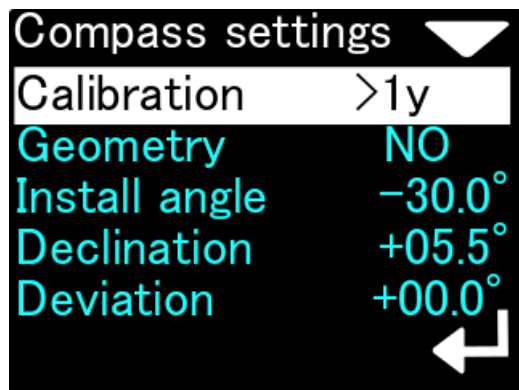 Compass settings
Calibration >1y
Geometry NO
Install angle -30.0°
Declination +05.5°
Deviation +00.0°